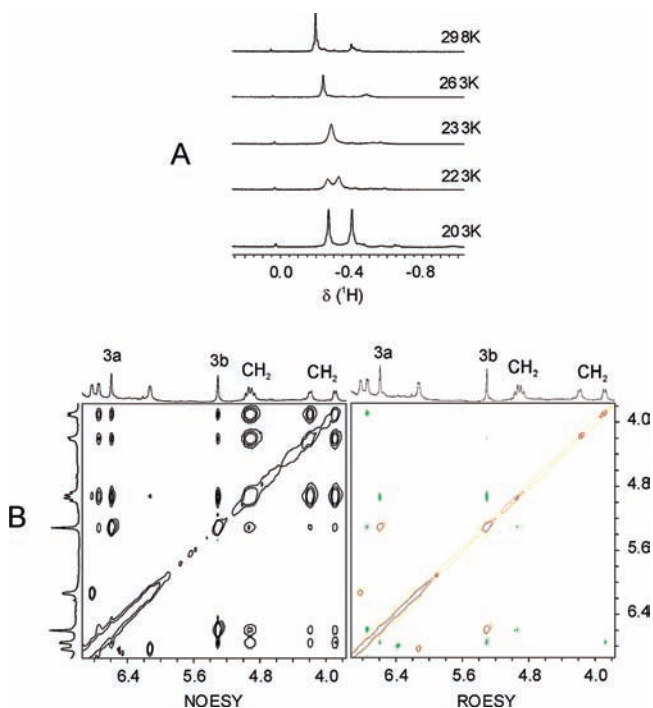 298K
263K
233K
A
223K
203K
0.0 -0.4 -0.8
δ (¹H)
3a 3b CH₂ CH₂ 3a 3b CH₂ CH₂
B
4.0
4.8
5.6
6.4
6.4 5.6 4.8 4.0 6.4 5.6 4.8 4.0
NOESY ROESY